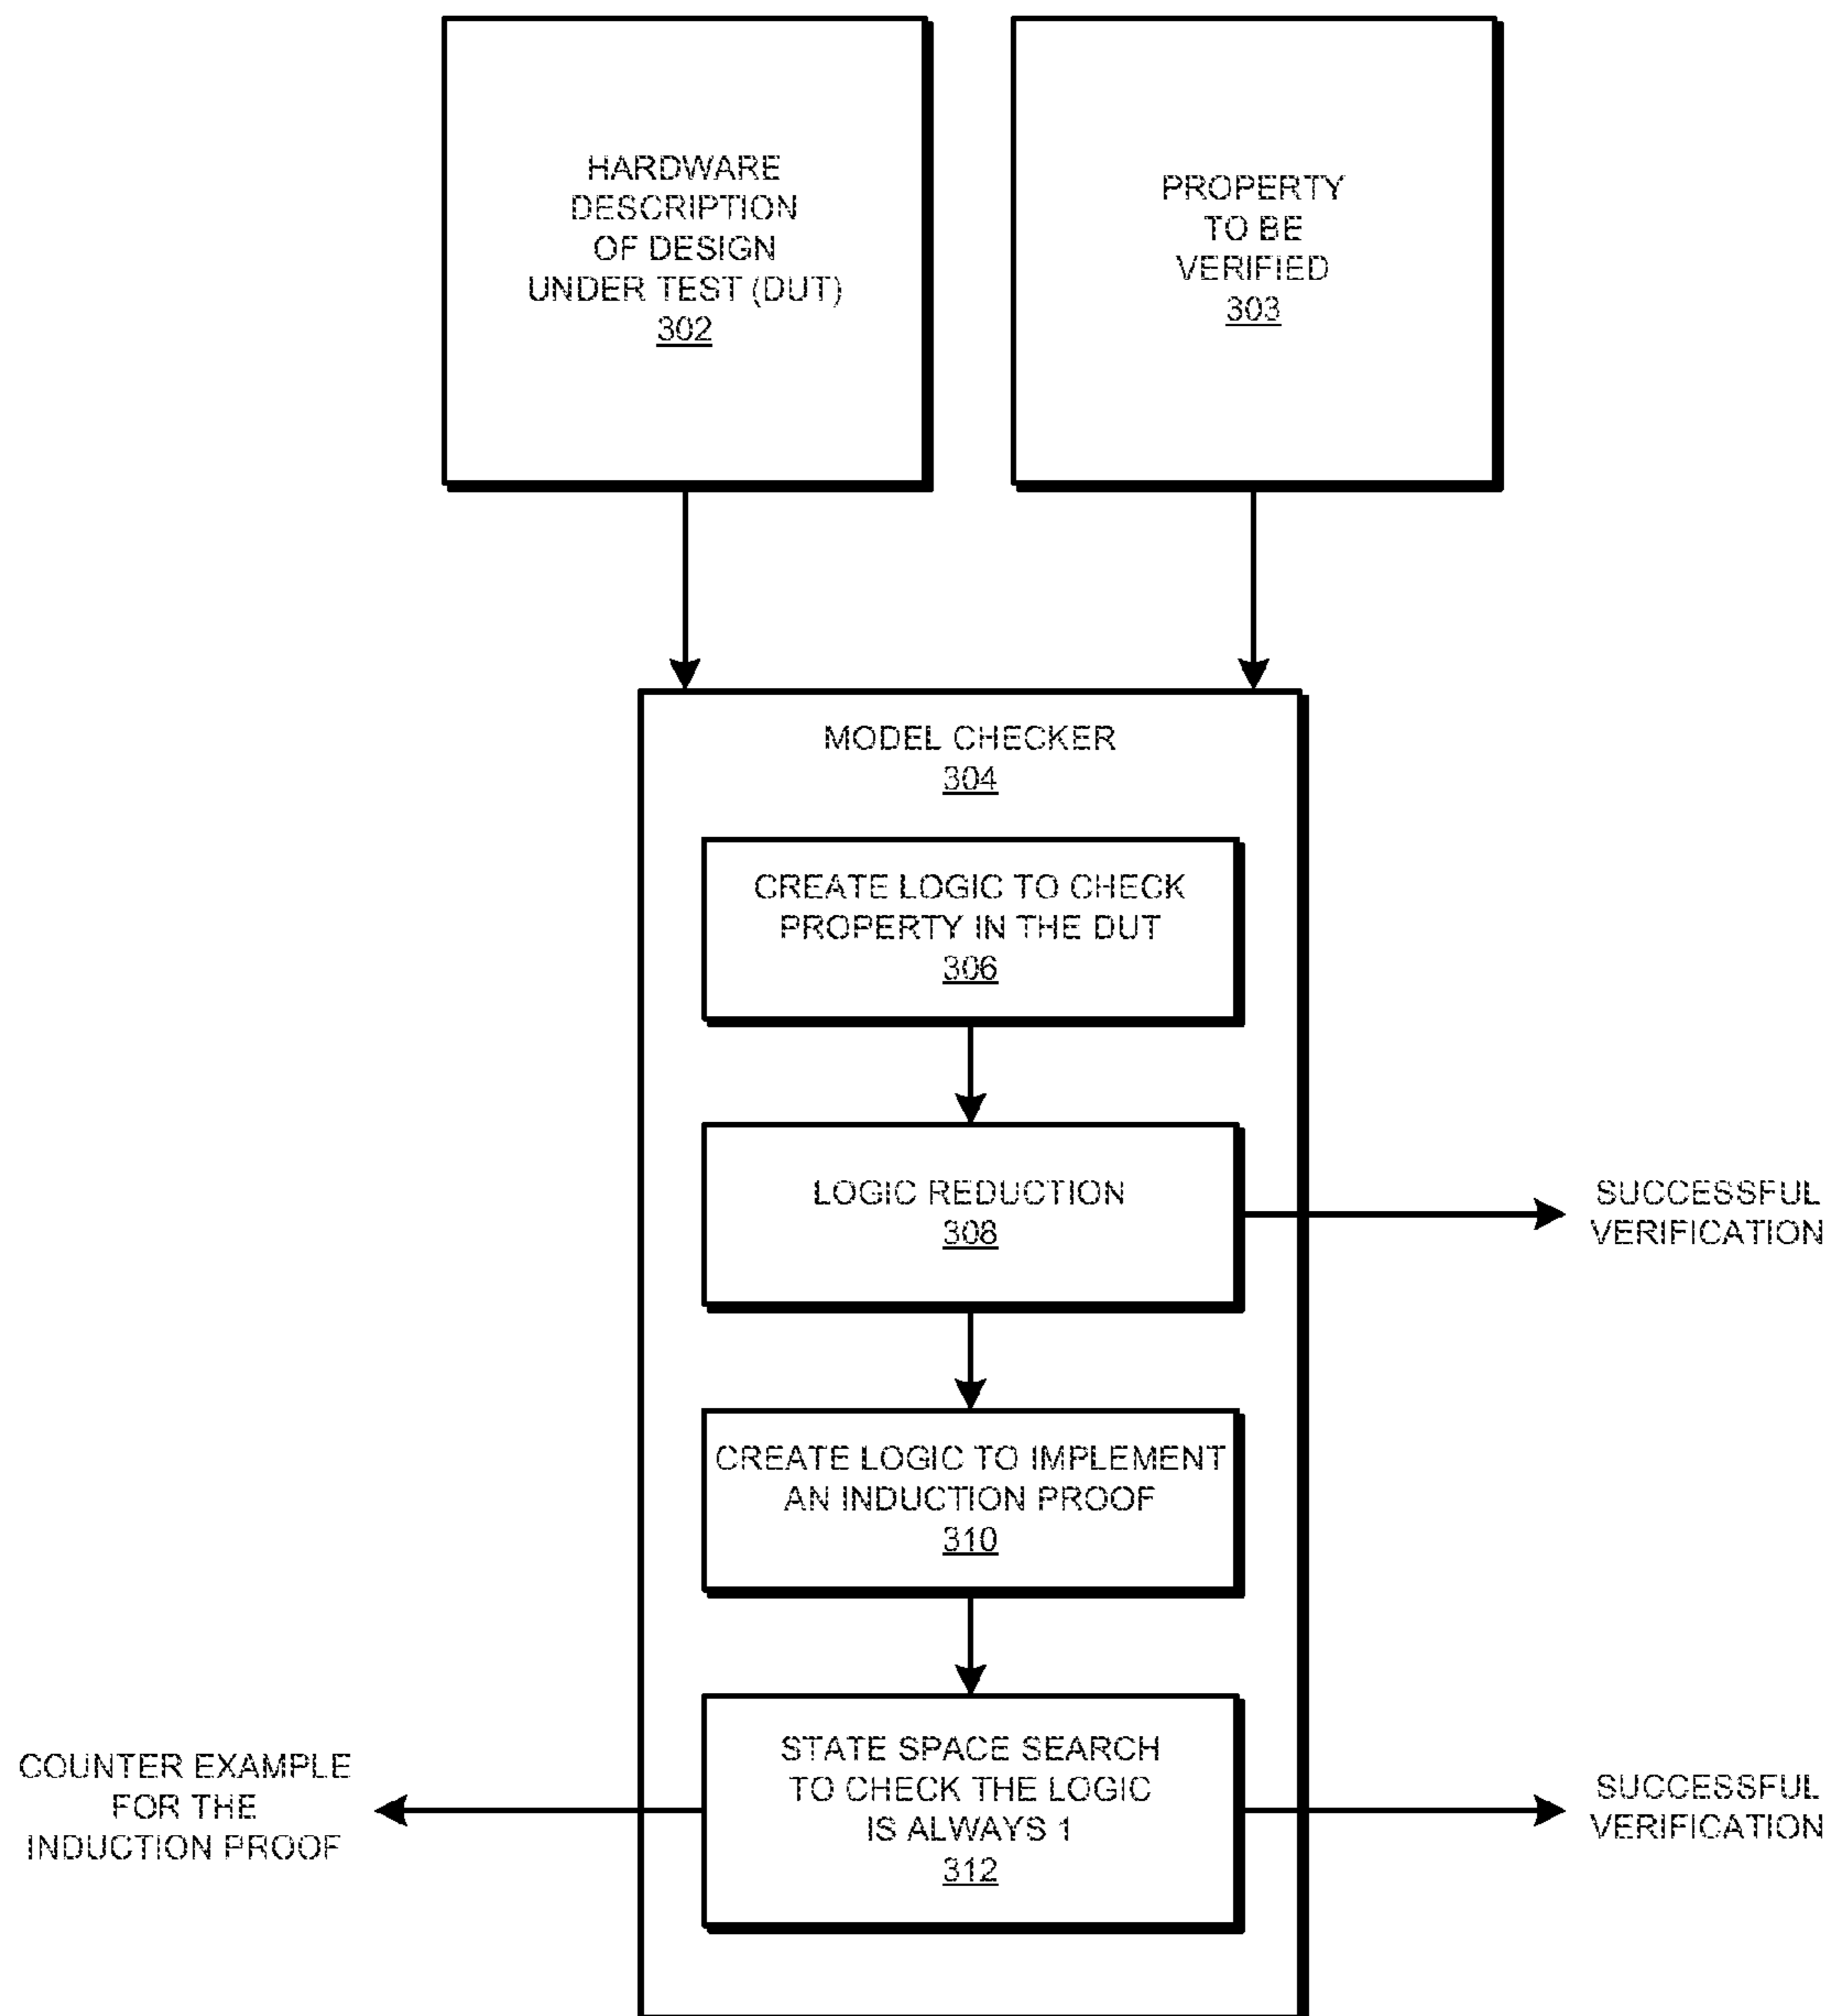 HARDWARE
DESCRIPTION
OF DESIGN
UNDER TEST (DUT)
302
PROPERTY
TO BE
VERIFIED
303
MODEL CHECKER
304
CREATE LOGIC TO CHECK
PROPERTY IN THE DUT
306
LOGIC REDUCTION
308
SUCCESSFUL
VERIFICATION
CREATE LOGIC TO IMPLEMENT
AN INDUCTION PROOF
310
COUNTER EXAMPLE
FOR THE
INDUCTION PROOF
STATE SPACE SEARCH
TO CHECK THE LOGIC
IS ALWAYS 1
312
SUCCESSFUL
VERIFICATION